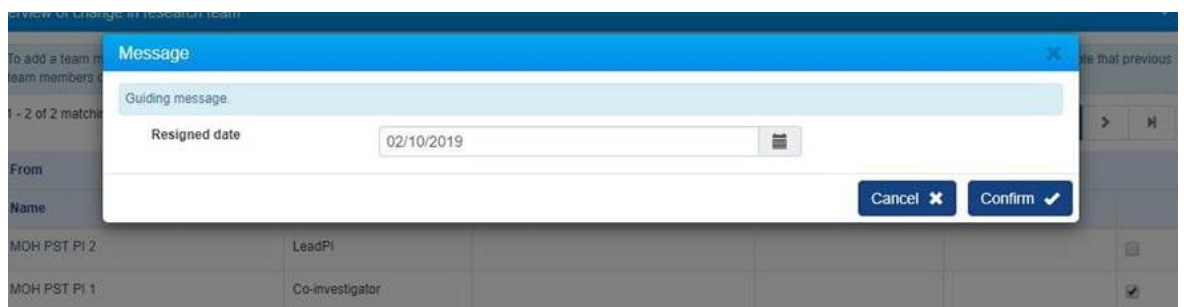 erview of change in research team
Message
To add a team m
ote that previous
team members
Guiding message.
1 - 2 of 2 matchi
Resigned date
02/10/2019
From
Cancel
Confirm
Name
MOH PST PI 2
LeadPI
MOH PST PI 1
Co-investigator